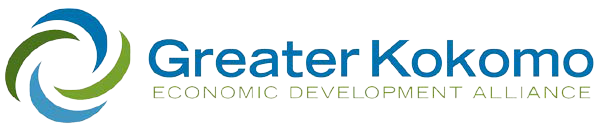 Greater Kokomo
ECONOMIC DEVELOPMENT ALLIANCE